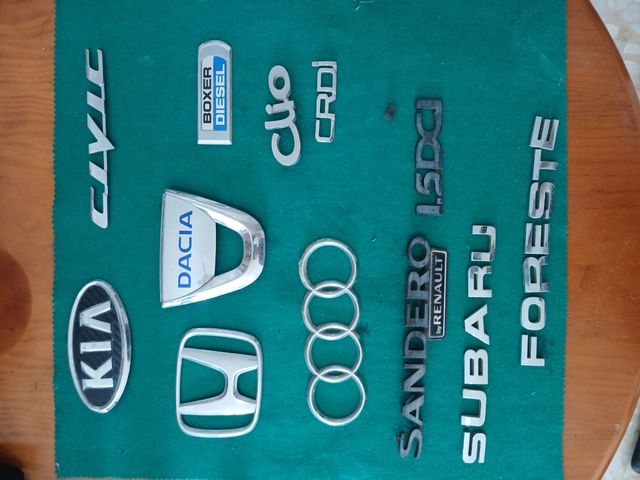 CIVIC
KIA
BOXER
DIESEL
DACIA
Clio
CRDi
1.5DCI
SANDERO
by RENAULT
SUBARU
FORESTE